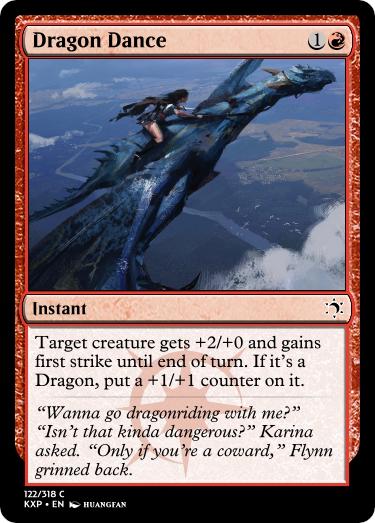 Dragon Dance 1
Instant
Target creature gets +2/+0 and gains
first strike until end of turn. If it's a
Dragon, put a +1/+1 counter on it.
"Wanna go dragonriding with me?"
"Isn't that kinda dangerous?" Karina
asked. "Only if you're a coward," Flynn
grinned back.
122/318 C
KXP • EN HUANGFAN